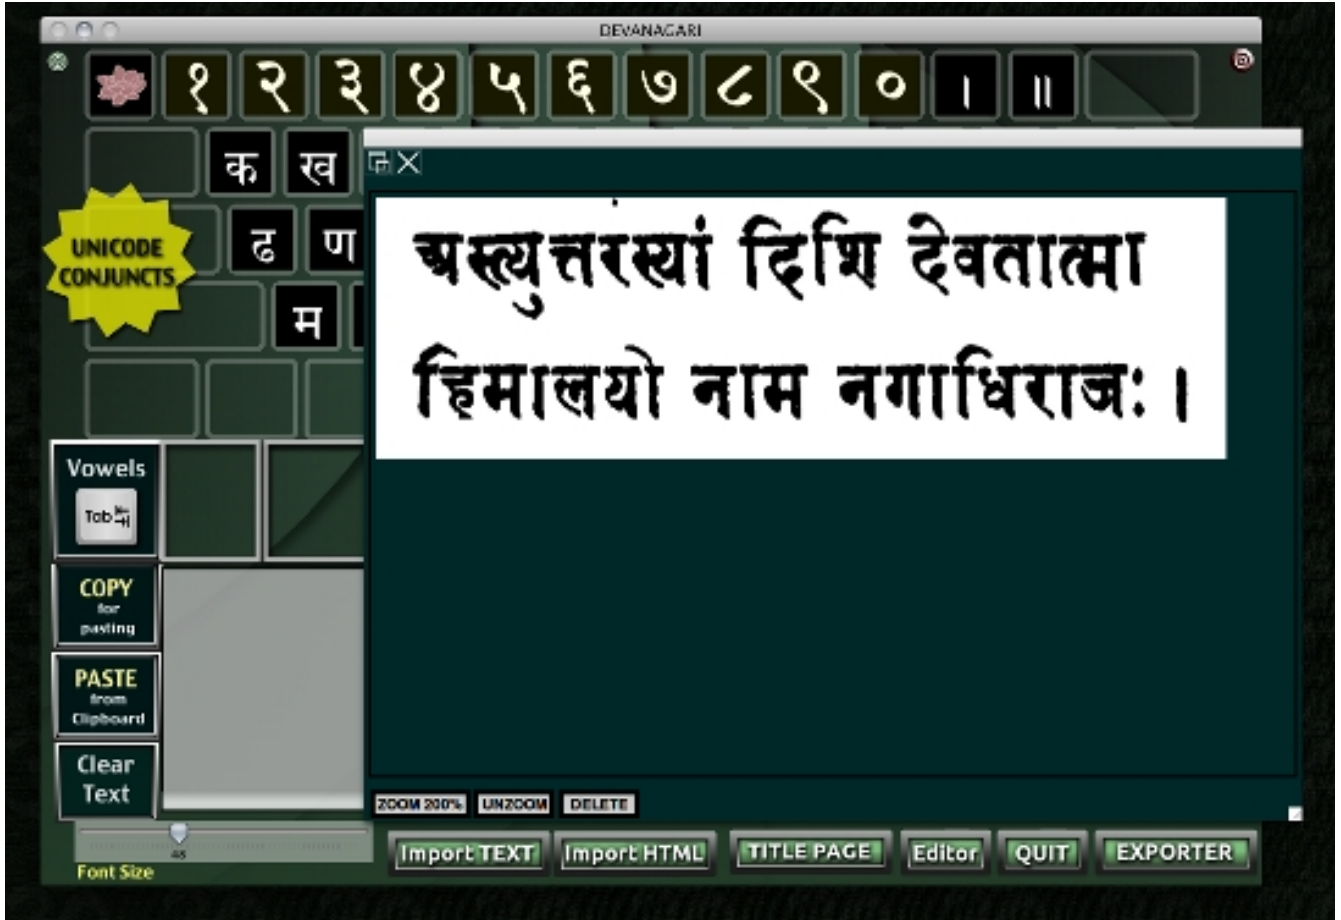 DEVANAGARI
१ २ ३ ४ ५ ६ ७ ८ ९ ० । ॥
क ख
ढ ण
म
UNICODE
CONJUNCTS
अस्त्युत्तरस्यां दिशि देवतात्मा
हिमालयो नाम नगाधिराजः ।
Vowels
Tab
COPY
for
pasting
PASTE
from
Clipboard
Clear
Text
ZOOM 200% UNZOOM DELETE
48
Font Size
Import TEXT Import HTML TITLE PAGE Editor QUIT EXPORTER